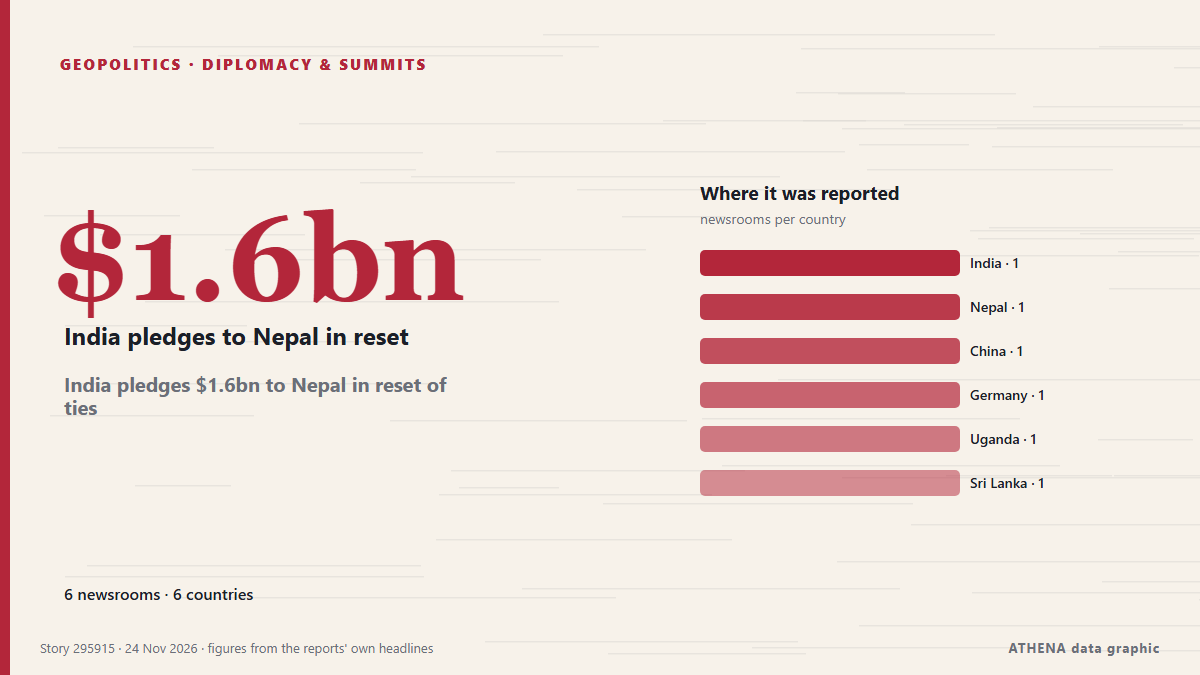 GEOPOLITICS · DIPLOMACY & SUMMITS
$1.6bn
India pledges to Nepal in reset
India pledges $1.6bn to Nepal in reset of
ties
Where it was reported
newsrooms per country
India · 1
Nepal · 1
China · 1
Germany · 1
Uganda · 1
Sri Lanka · 1
6 newsrooms · 6 countries
Story 295915 · 24 Nov 2026 · figures from the reports' own headlines
ATHENA data graphic